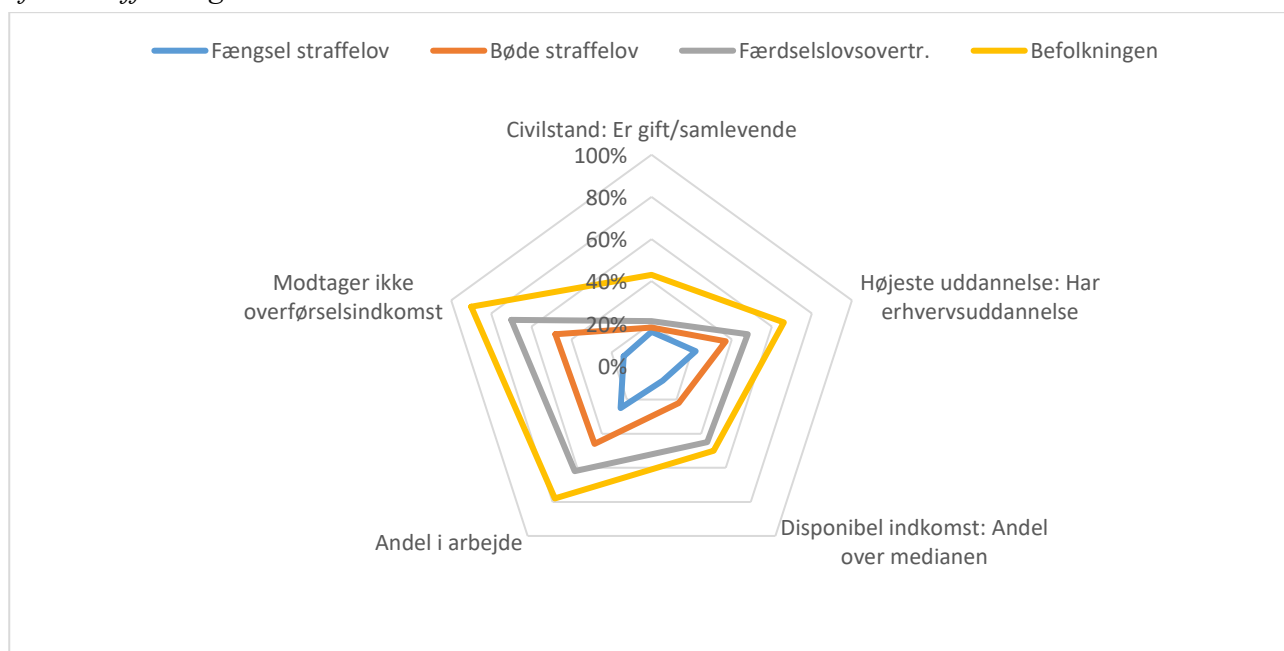 Fængsel straffelov
Bøde straffelov
Færdselslovsovertr.
Befolkningen
Civilstand: Er gift/samlevende
100%
80%
60%
40%
20%
0%
Højeste uddannelse: Har
erhvervsuddannelse
Disponibel indkomst: Andel
over medianen
Andel i arbejde
Modtager ikke
overførselsindkomst